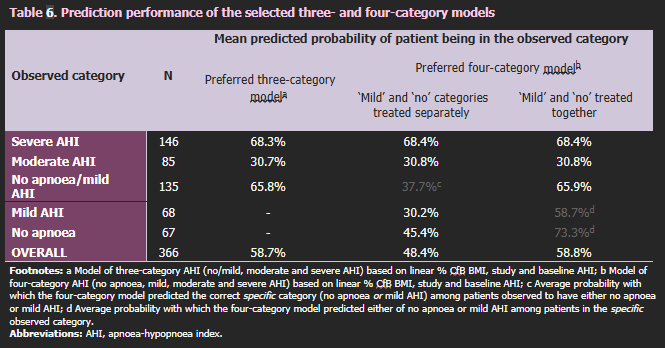 Table 6. Prediction performance of the selected three- and four-category models
Mean predicted probability of patient being in the observed category
Observed category N Preferred three-category modelᵃ Preferred four-category modelᵇ
'Mild' and 'no' categories treated separately 'Mild' and 'no' treated together
Severe AHI 146 68.3% 68.4% 68.4%
Moderate AHI 85 30.7% 30.8% 30.8%
No apnoea/mild AHI 135 65.8% 37.7%ᶜ 65.9%
Mild AHI 68 - 30.2% 58.7%ᵈ
No apnoea 67 - 45.4% 73.3%ᵈ
OVERALL 366 58.7% 48.4% 58.8%
Footnotes: a Model of three-category AHI (no/mild, moderate and severe AHI) based on linear % CfB BMI, study and baseline AHI; b Model of
four-category AHI (no apnoea, mild, moderate and severe AHI) based on linear % CfB BMI, study and baseline AHI; c Average probability with
which the four-category model predicted the correct specific category (no apnoea or mild AHI) among patients observed to have either no apnoea
or mild AHI; d Average probability with which the four-category model predicted either of no apnoea or mild AHI among patients in the specific
observed category.
Abbreviations: AHI, apnoea-hypopnoea index.